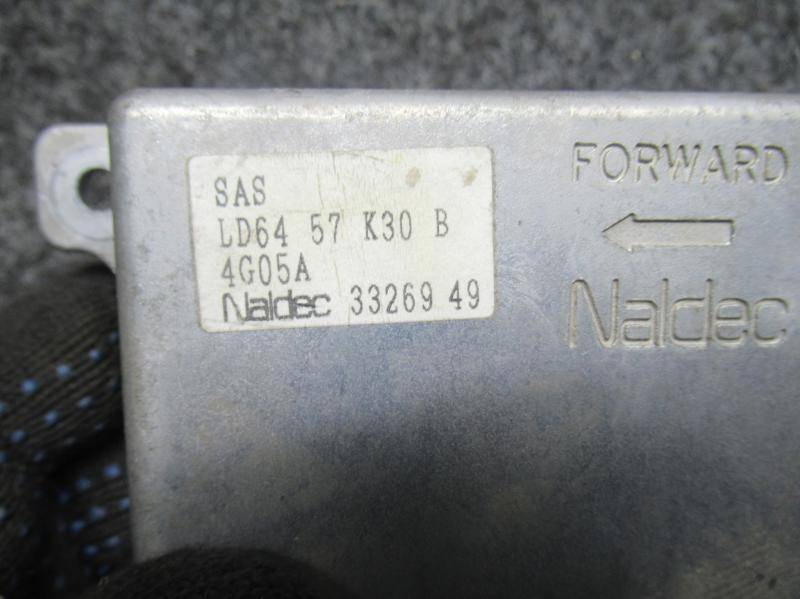 SAS
LD64 57 K30 B
4G05A
Naldec 33269 49
FORWARD
Naldec